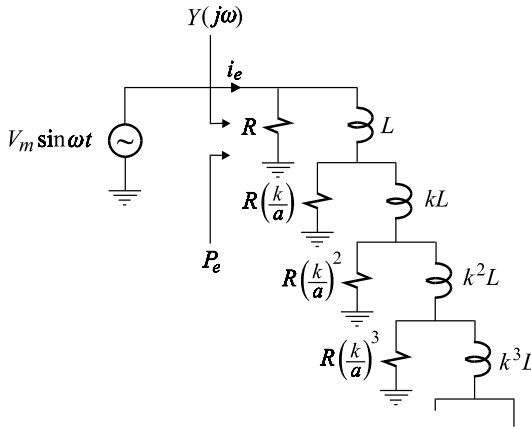 Y(jω)
i_e
V_m sin ωt
~
R
L
R(k/a)
kL
P_e
R(k/a)^2
k^2L
R(k/a)^3
k^3L